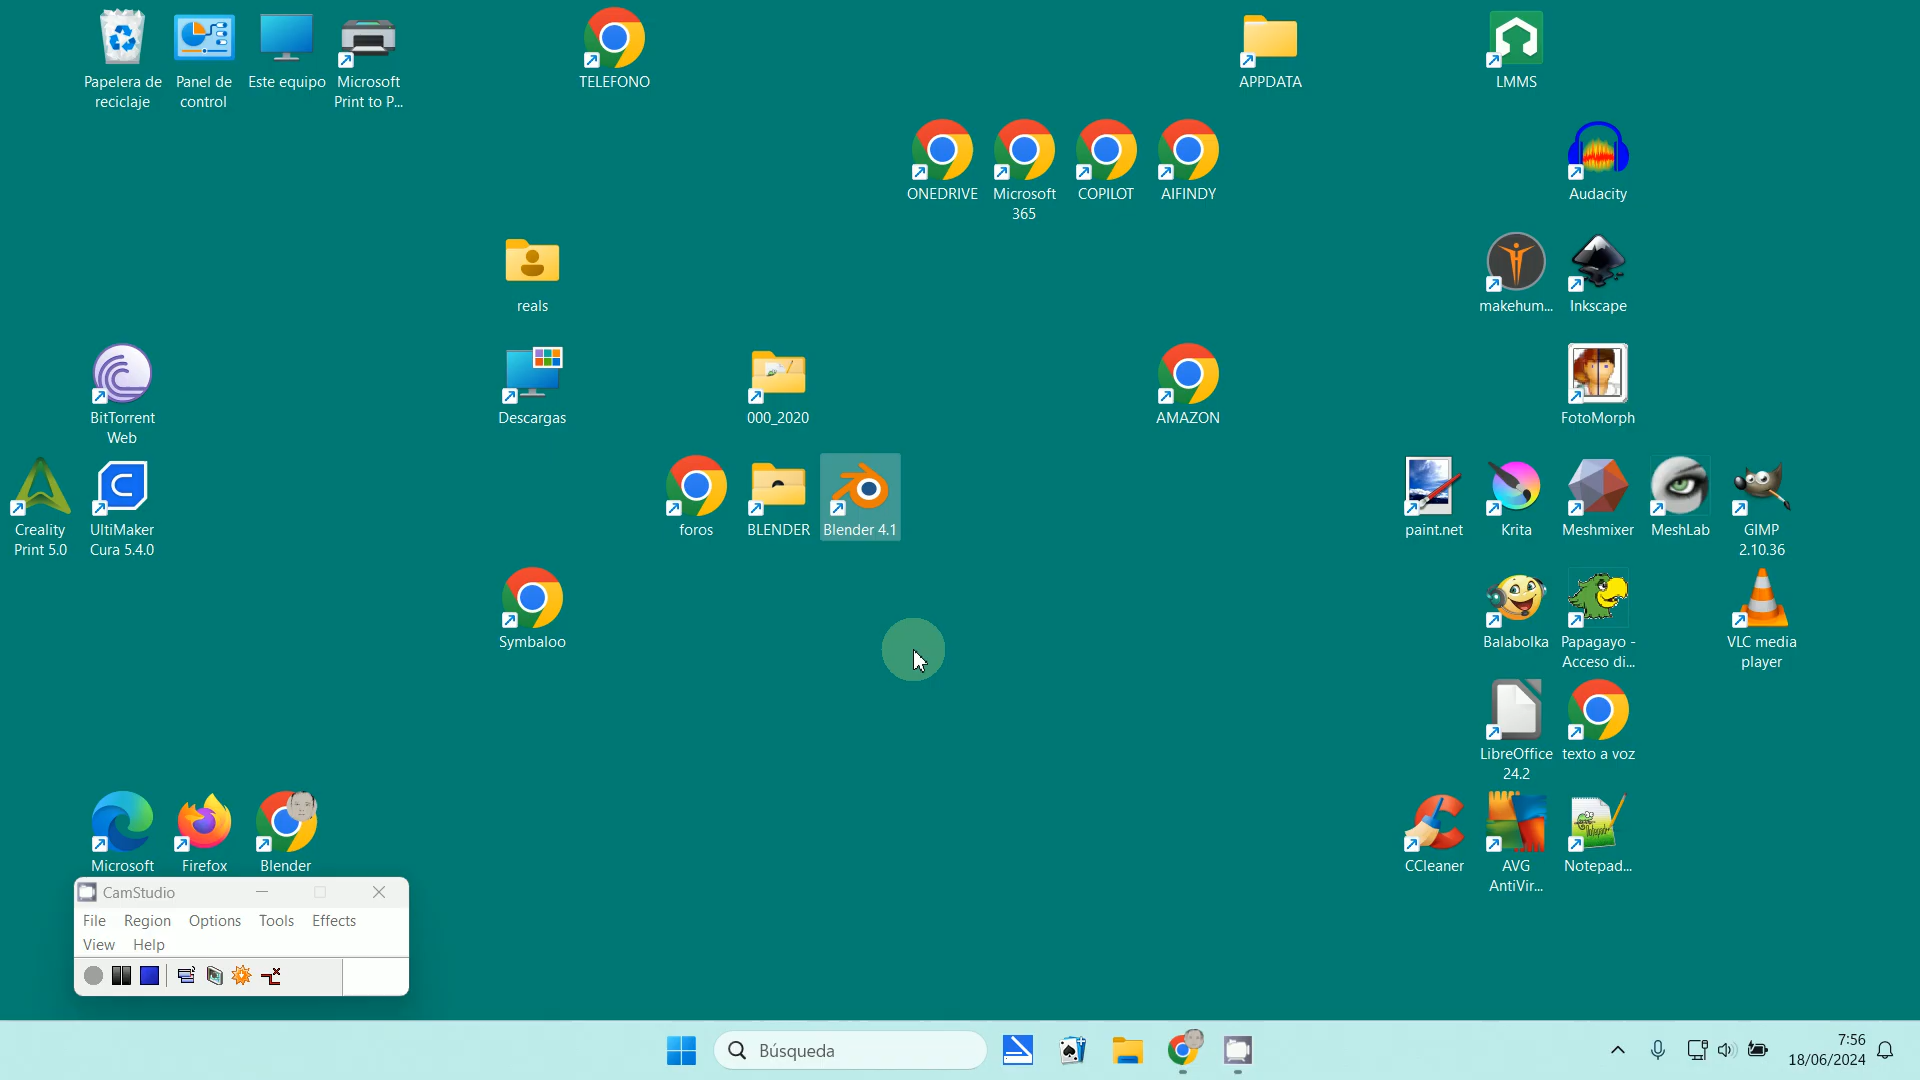 Papelera de
reciclaje
Panel de
control
Este equipo
Microsoft
Print to P...
TELEFONO
APPDATA
LMMS
ONEDRIVE
Microsoft
365
COPILOT
AIFINDY
Audacity
reals
makehum...
Inkscape
BitTorrent
Web
Descargas
000_2020
AMAZON
FotoMorph
Creality
Print 5.0
UltiMaker
Cura 5.4.0
foros
BLENDER
Blender 4.1
paint.net
Krita
Meshmixer
MeshLab
GIMP
2.10.36
Symbaloo
Balabolka
Papagayo -
Acceso di...
VLC media
player
LibreOffice
24.2
texto a voz
Microsoft
Firefox
Blender
CCleaner
AVG
AntiVir...
Notepad...
CamStudio
File Region Options Tools Effects
View Help
Búsqueda
7:56
18/06/2024